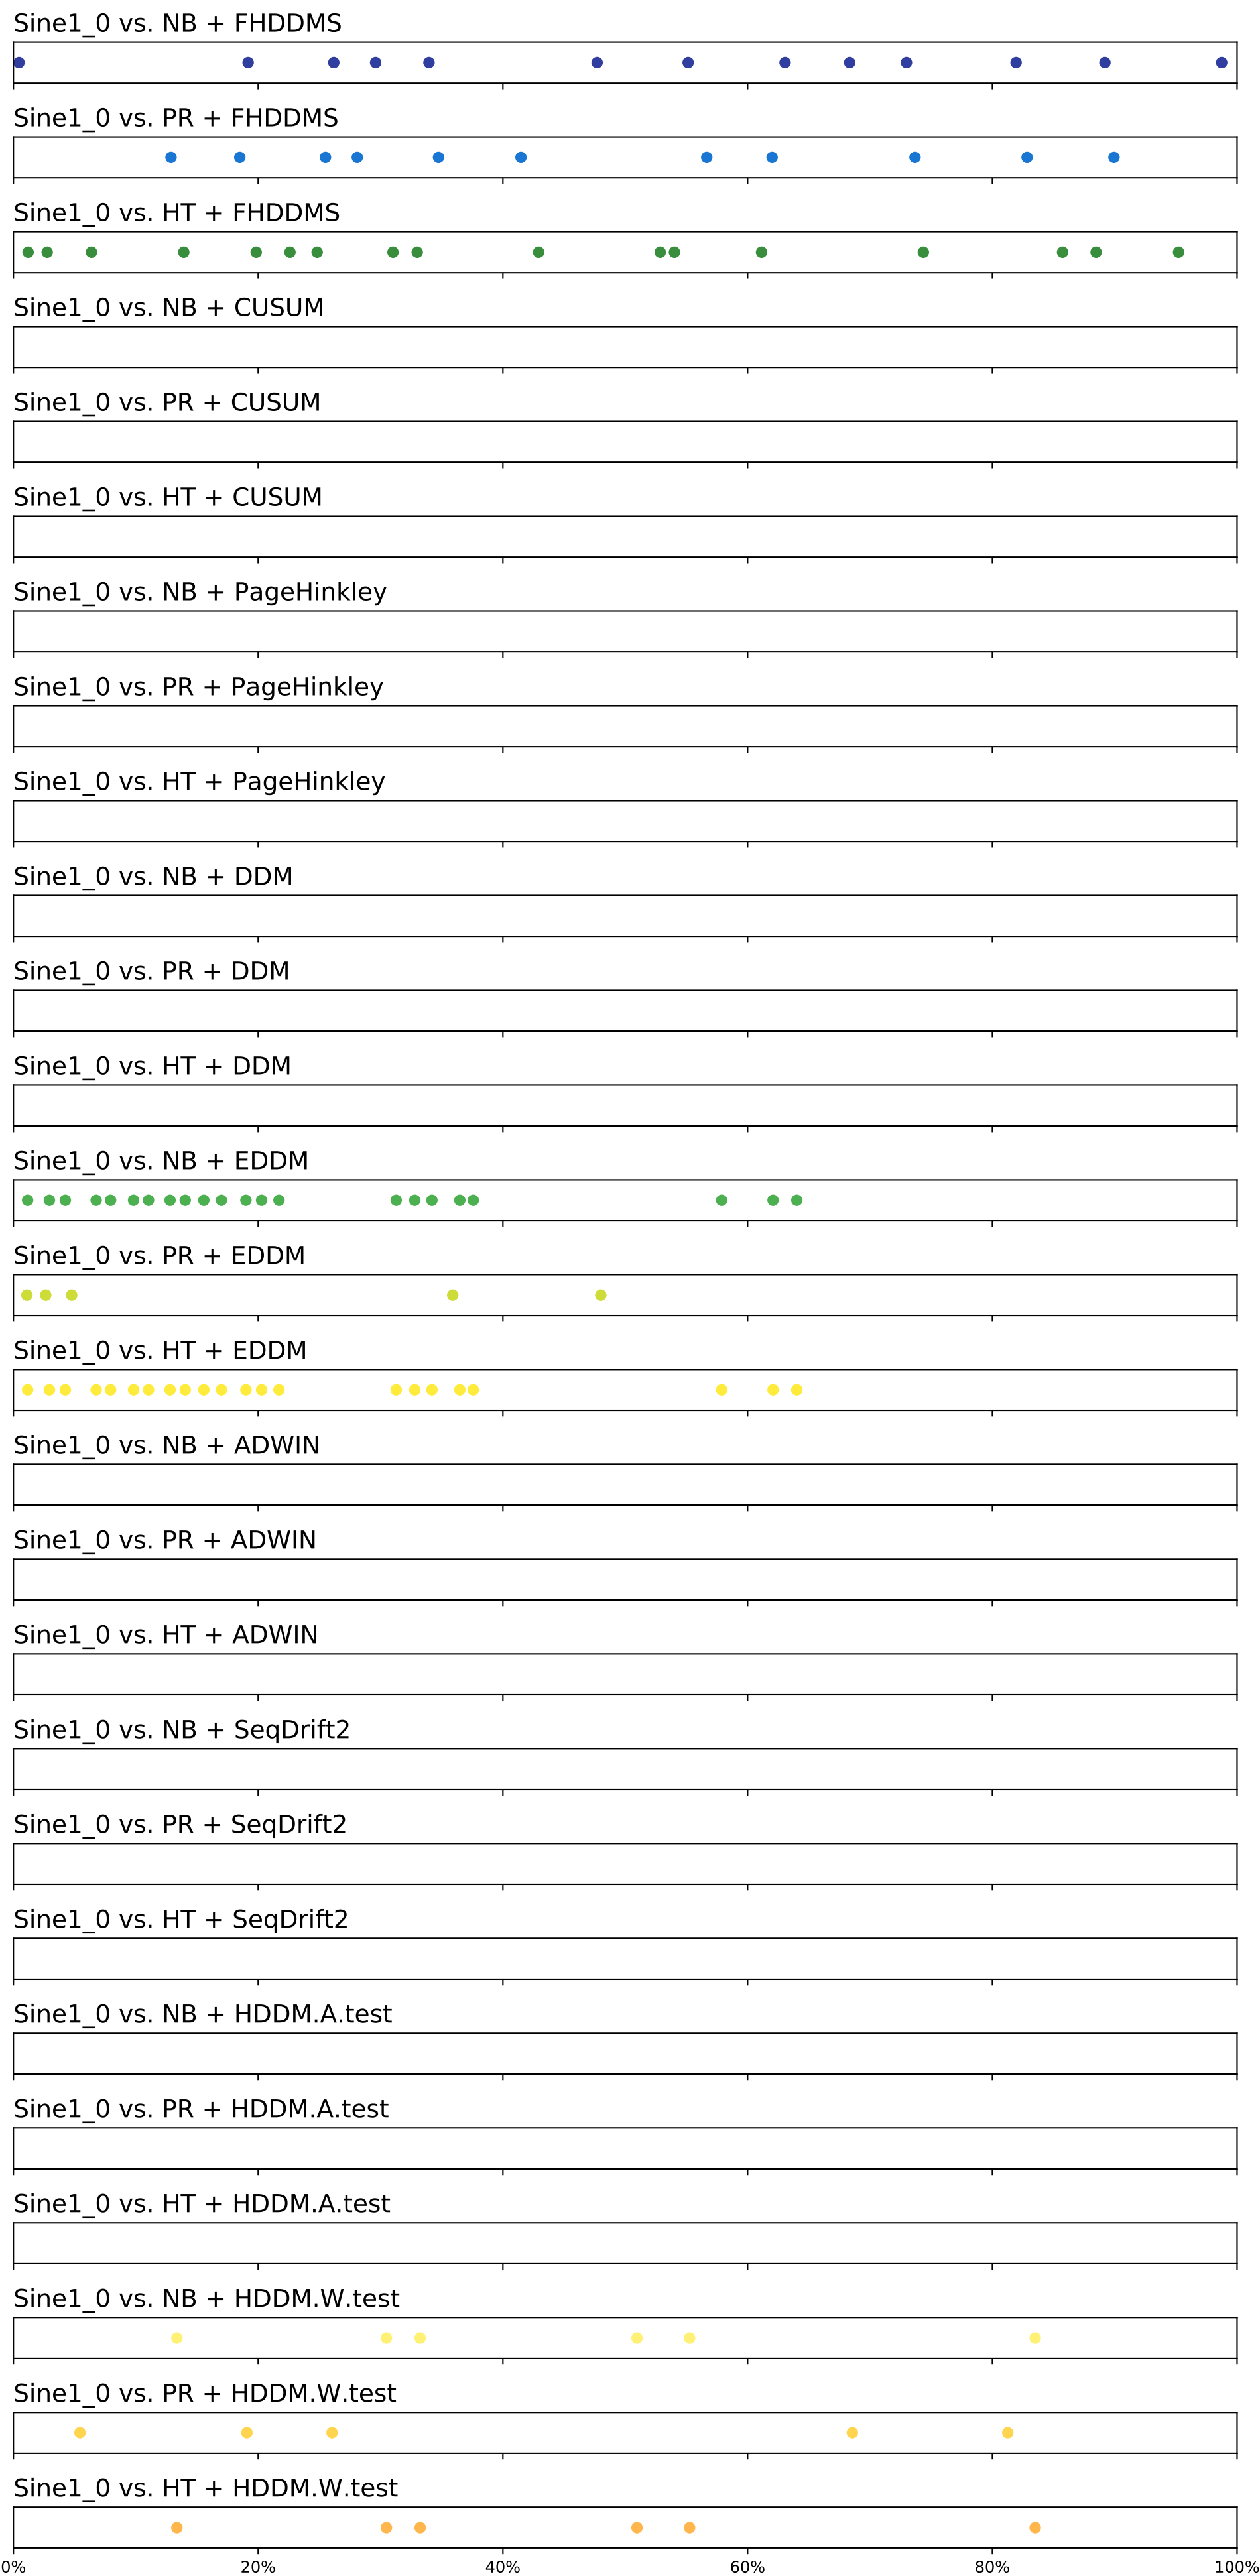 Sine1_0 vs. NB + FHDDMS
Sine1_0 vs. PR + FHDDMS
Sine1_0 vs. HT + FHDDMS
Sine1_0 vs. NB + CUSUM
Sine1_0 vs. PR + CUSUM
Sine1_0 vs. HT + CUSUM
Sine1_0 vs. NB + PageHinkley
Sine1_0 vs. PR + PageHinkley
Sine1_0 vs. HT + PageHinkley
Sine1_0 vs. NB + DDM
Sine1_0 vs. PR + DDM
Sine1_0 vs. HT + DDM
Sine1_0 vs. NB + EDDM
Sine1_0 vs. PR + EDDM
Sine1_0 vs. HT + EDDM
Sine1_0 vs. NB + ADWIN
Sine1_0 vs. PR + ADWIN
Sine1_0 vs. HT + ADWIN
Sine1_0 vs. NB + SeqDrift2
Sine1_0 vs. PR + SeqDrift2
Sine1_0 vs. HT + SeqDrift2
Sine1_0 vs. NB + HDDM.A.test
Sine1_0 vs. PR + HDDM.A.test
Sine1_0 vs. HT + HDDM.A.test
Sine1_0 vs. NB + HDDM.W.test
Sine1_0 vs. PR + HDDM.W.test
Sine1_0 vs. HT + HDDM.W.test
0% 20% 40% 60% 80% 100%